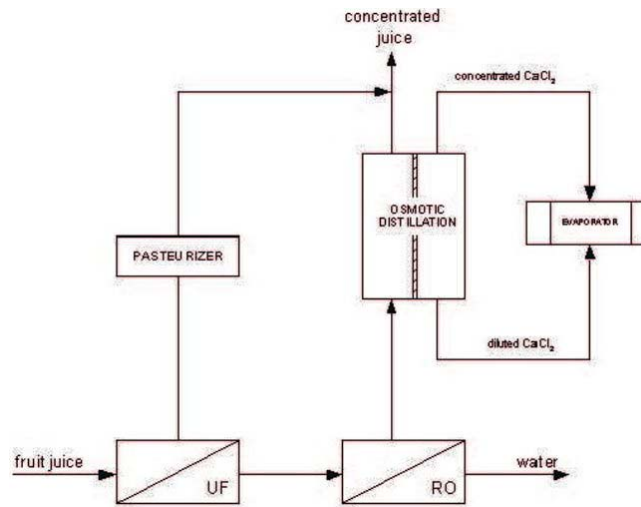 concentrated
juice
concentrated CaCl₂
OSMOTIC
DISTILLATION
EVAPORATOR
PASTEURIZER
diluted CaCl₂
fruit juice
UF
RO
water